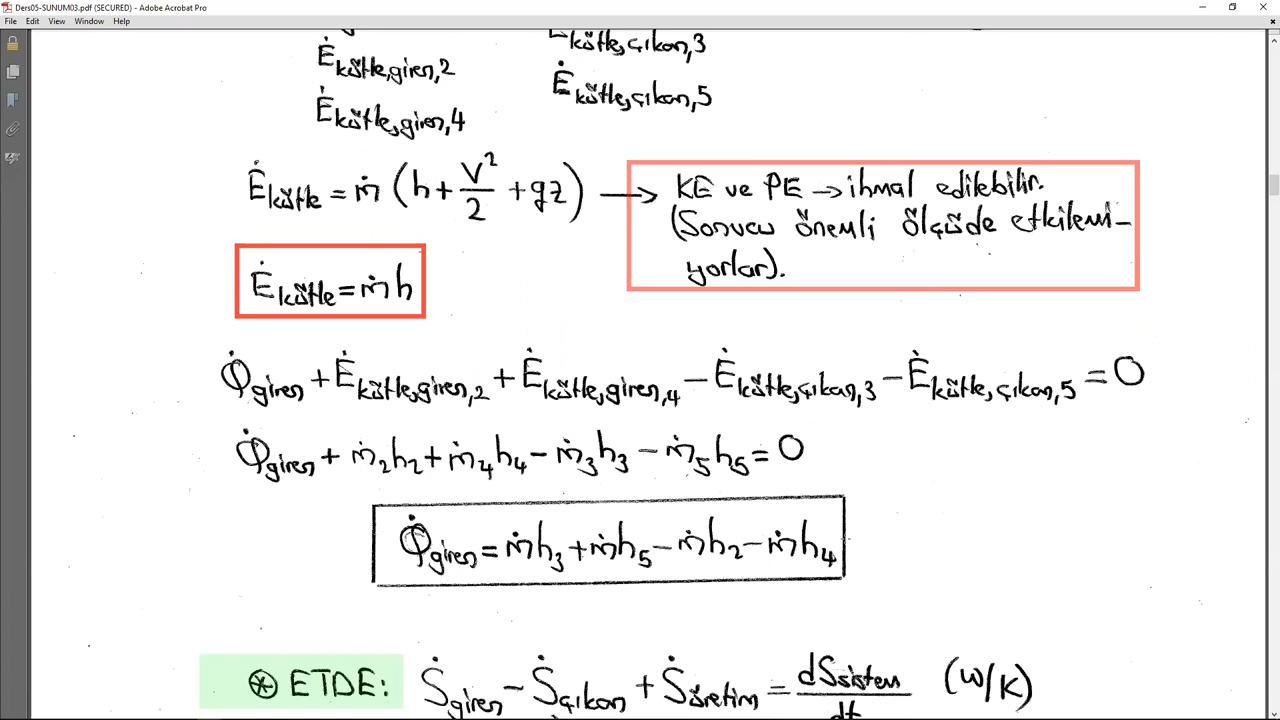 Ders05-SUNUM03.pdf (SECURED) - Adobe Acrobat Pro
File Edit View Window Help
Ėkütle,çıkan,3
Ėkütle,giren,2
Ėkütle,çıkan,5
Ėkütle,giren,4
Ėkütle = ṁ (h + V²/2 + gz) → KE ve PE → ihmal edilebilir.
(Sonucu önemli ölçüde etkilemi-
yorlar).
Ėkütle = ṁh
Q̇giren + Ėkütle,giren,2 + Ėkütle,giren,4 − Ėkütle,çıkan,3 − Ėkütle,çıkan,5 = 0
Q̇giren + ṁ₂h₂ + ṁ₄h₄ − ṁ₃h₃ − ṁ₅h₅ = 0
Q̇giren = ṁh₃ + ṁh₅ − ṁh₂ − ṁh₄
⊛ ETDE: Ṡgiren − Ṡçıkan + Ṡüretim = dSsistem/dt (W/K)